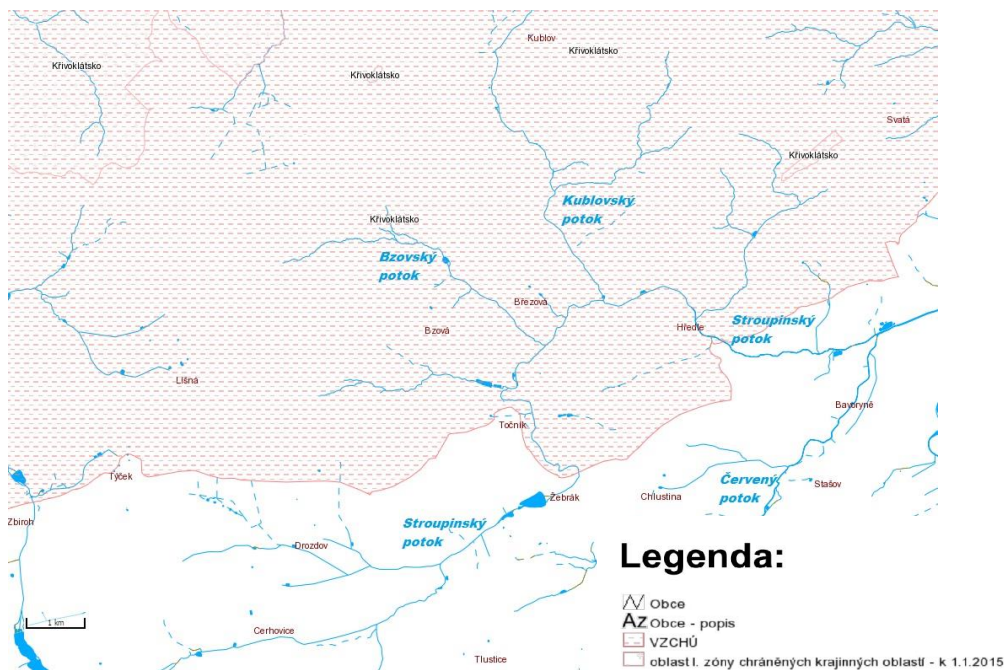 Kublov
Křivoklátsko
Křivoklátsko
Křivoklátsko
Svatá
Křivoklátsko
Kublovský
potok
Křivoklátsko
Bzovský
potok
Březová
Bzová
Hředle
Stroupinský
potok
Líšná
Bavoryně
Točník
Týček
Žebrák
Chlustina
Červený
potok
Stašov
Zbiroh
Stroupinský
potok
Drozdov
Legenda:
Obce
Az Obce - popis
VZCHÚ
oblast I. zóny chráněných krajinných oblastí - k 1.1.2015
1 km
Cerhovice
Tlustice